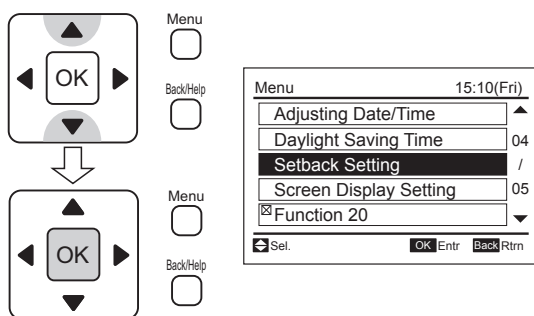 Menu
OK
Back/Help
Menu
OK
Back/Help
Menu 15:10(Fri)
Adjusting Date/Time
Daylight Saving Time 04
Setback Setting /
Screen Display Setting 05
Function 20
Sel. OK Entr Back Rtrn